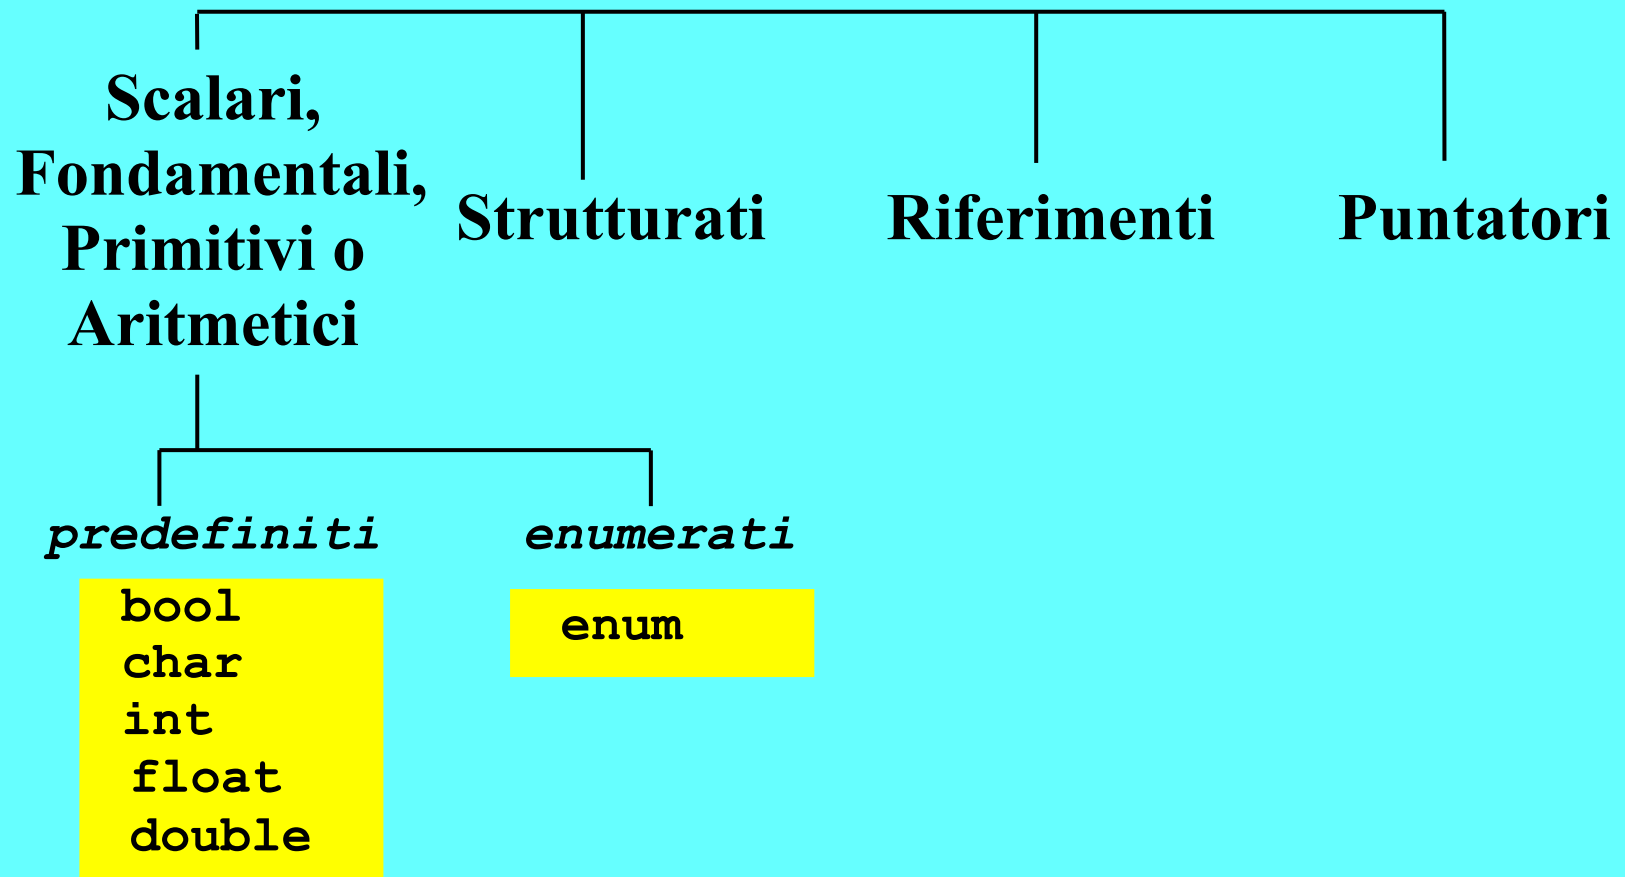 Scalari,
Fondamentali,
Primitivi o
Aritmetici
Strutturati
Riferimenti
Puntatori
predefiniti
enumerati
bool
char
int
float
double
enum